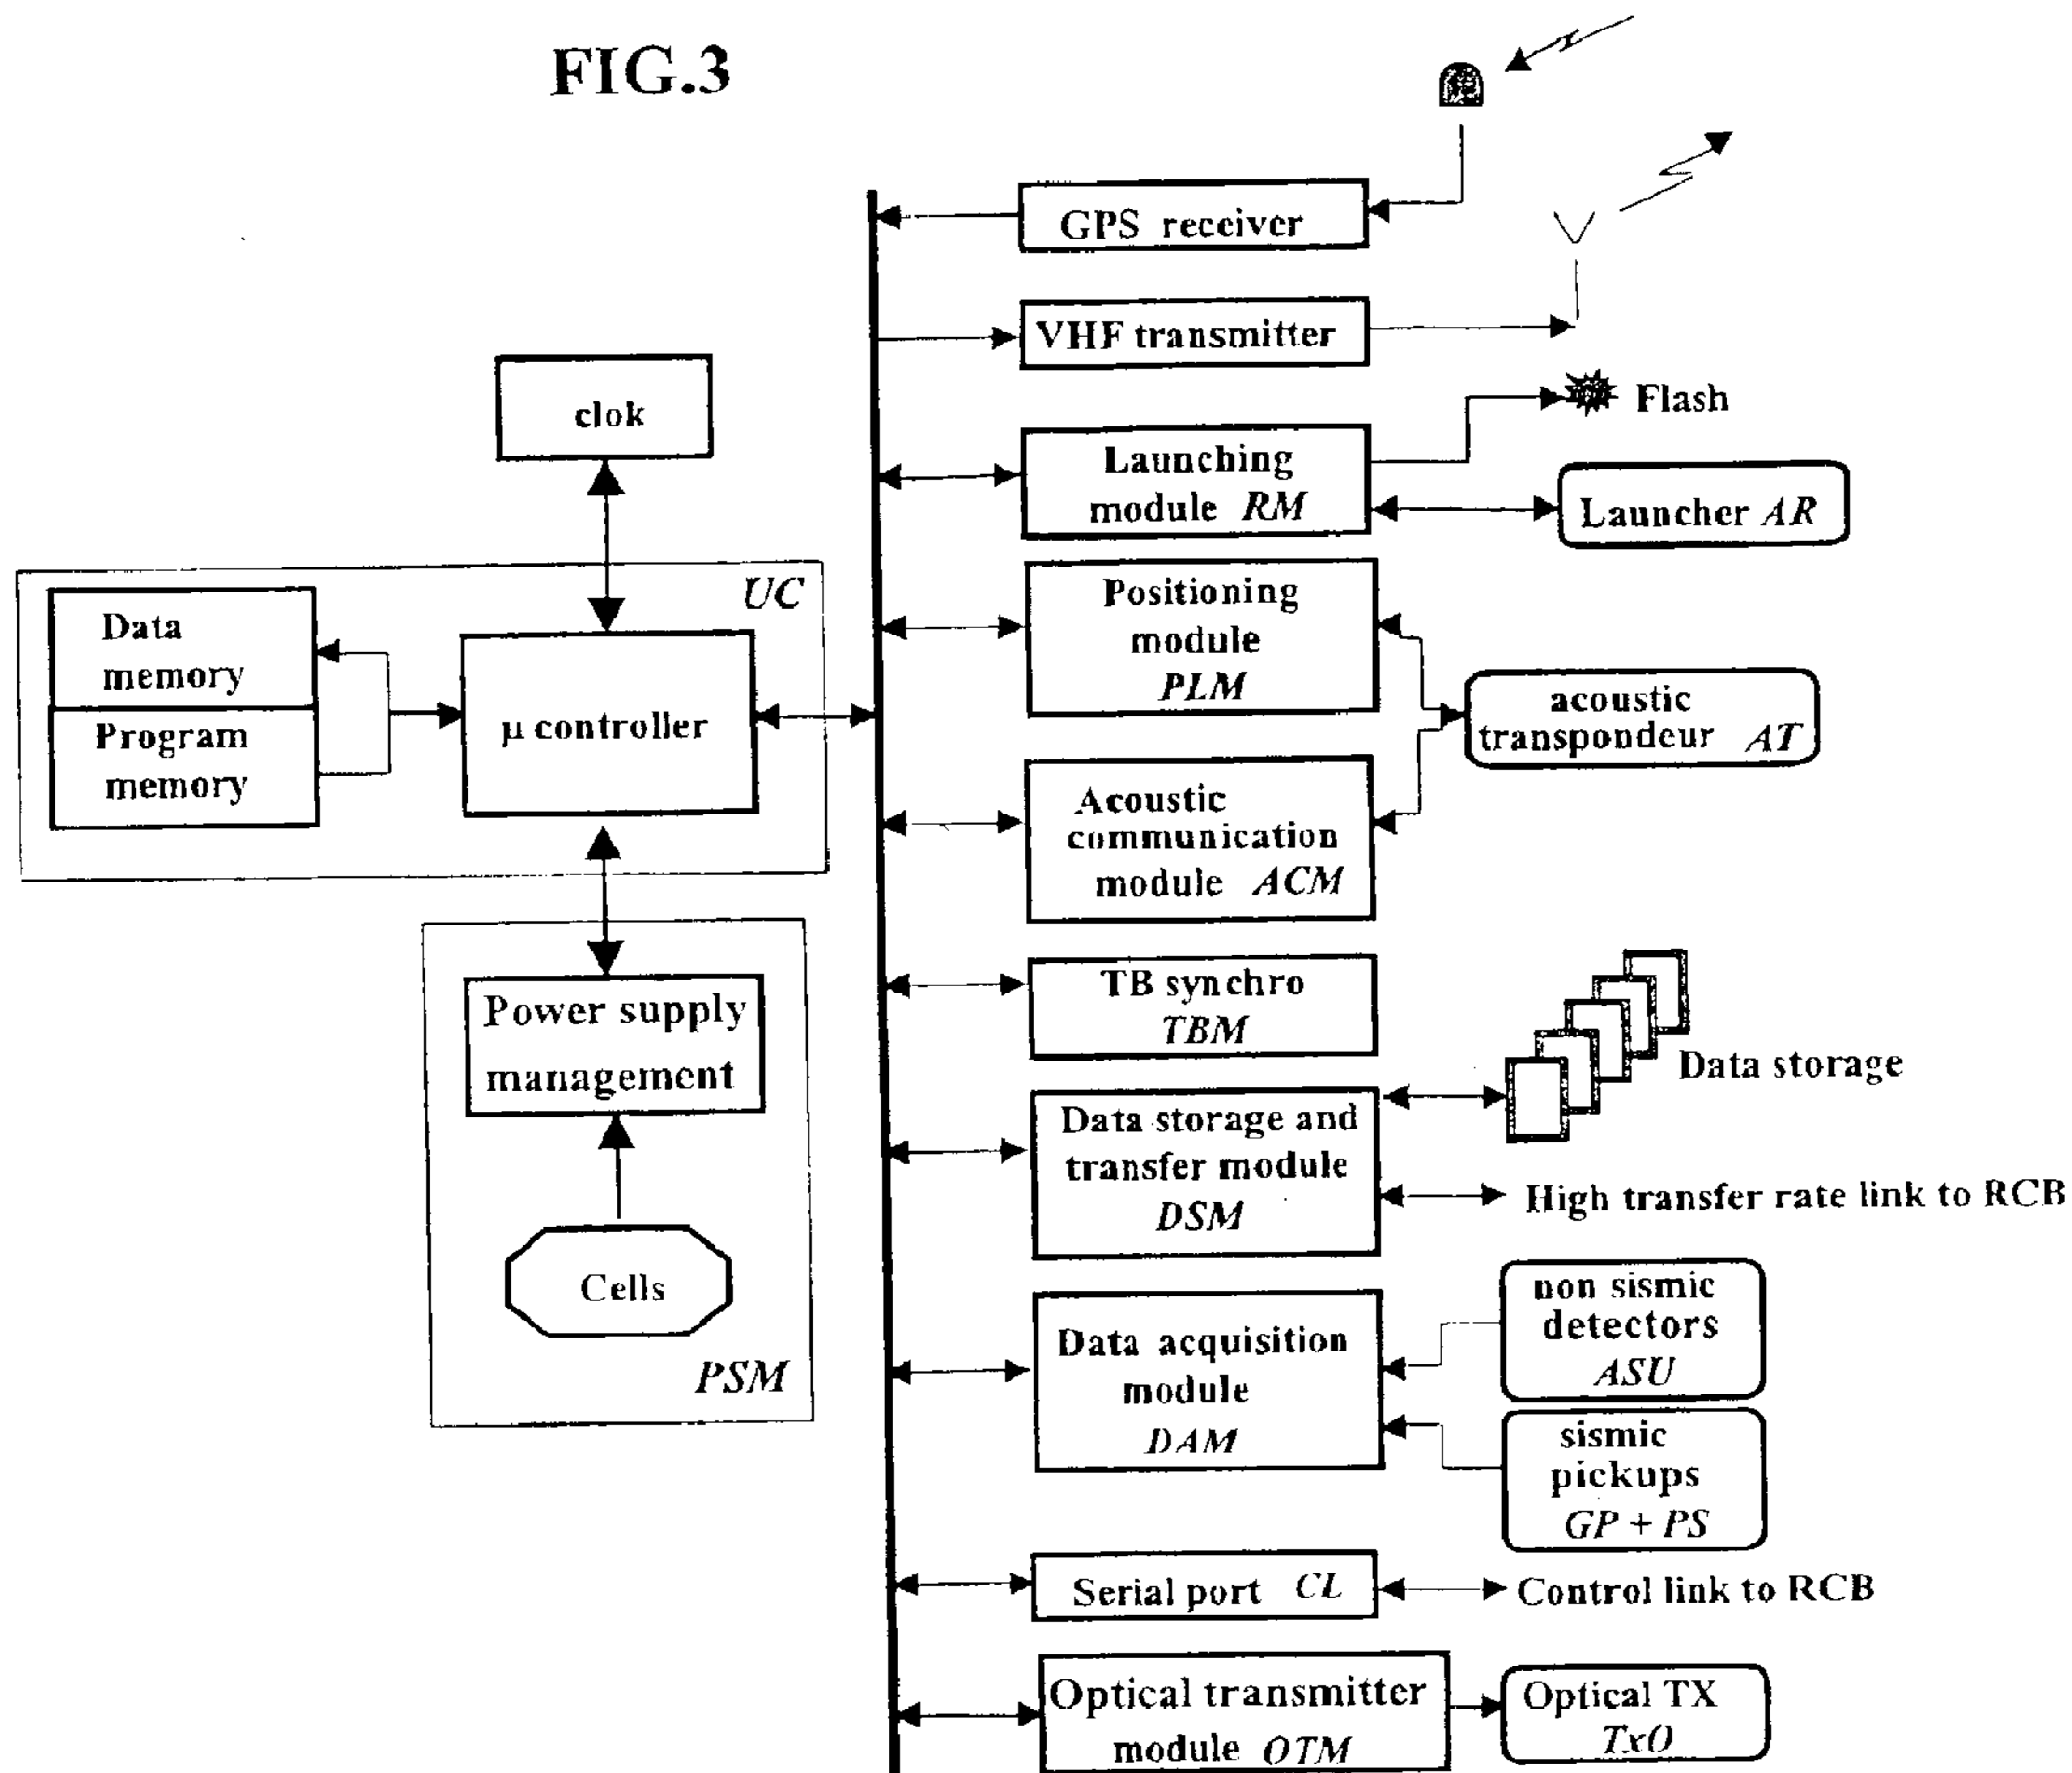 FIG.3
GPS receiver
VHF transmitter
Flash
clok
Launching
module RM
Launcher AR
UC
Data
memory
Program
memory
μ controller
Positioning
module
PLM
acoustic
transpondeur AT
Acoustic
communication
module ACM
Power supply
management
Cells
PSM
TB synchro
TBM
Data storage
Data storage and
transfer module
DSM
High transfer rate link to RCB
non sismic
detectors
ASU
Data acquisition
module
DAM
sismic
pickups
GP + PS
Serial port CL
Control link to RCB
Optical transmitter
module OTM
Optical TX
TxO